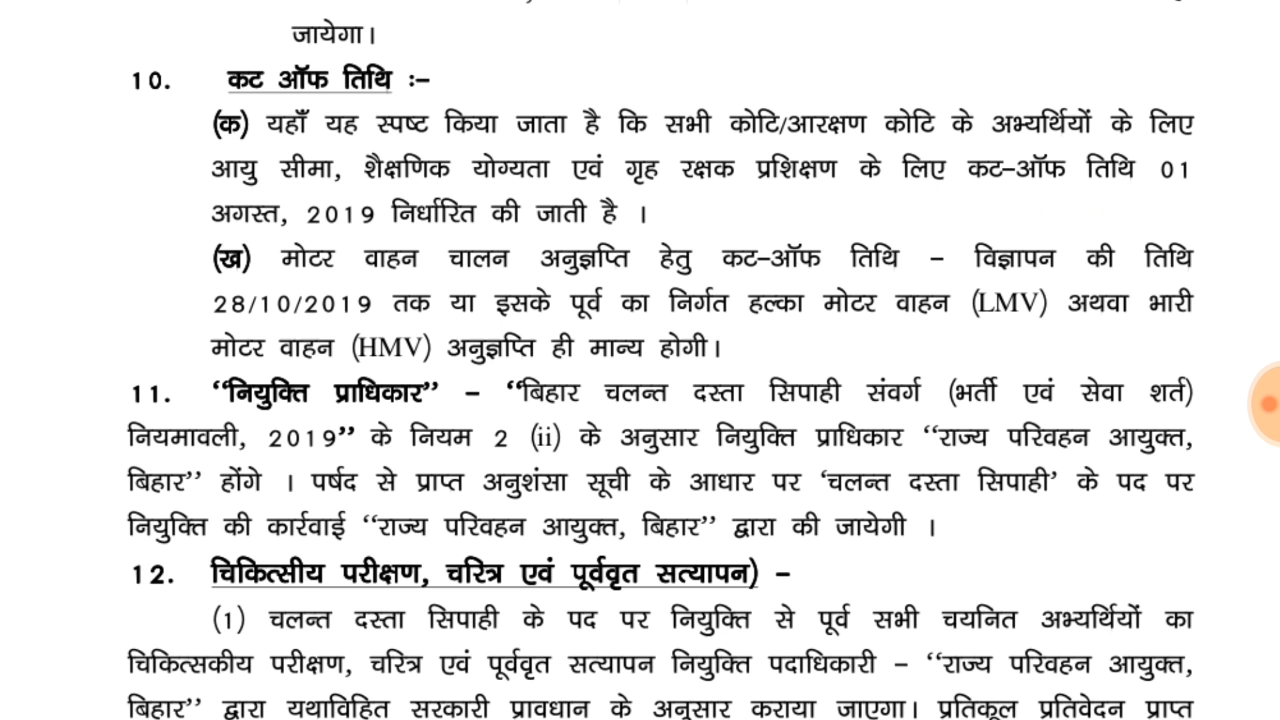 जायेगा।
10. कट ऑफ तिथि :–
(क) यहाँ यह स्पष्ट किया जाता है कि सभी कोटि/आरक्षण कोटि के अभ्यर्थियों के लिए
आयु सीमा, शैक्षणिक योग्यता एवं गृह रक्षक प्रशिक्षण के लिए कट–ऑफ तिथि 01
अगस्त, 2019 निर्धारित की जाती है ।
(ख) मोटर वाहन चालन अनुज्ञप्ति हेतु कट–ऑफ तिथि – विज्ञापन की तिथि
28/10/2019 तक या इसके पूर्व का निर्गत हल्का मोटर वाहन (LMV) अथवा भारी
मोटर वाहन (HMV) अनुज्ञप्ति ही मान्य होगी।
11. “नियुक्ति प्राधिकार” – “बिहार चलन्त दस्ता सिपाही संवर्ग (भर्ती एवं सेवा शर्त)
नियमावली, 2019” के नियम 2 (ii) के अनुसार नियुक्ति प्राधिकार “राज्य परिवहन आयुक्त,
बिहार” होंगे । पर्षद से प्राप्त अनुशंसा सूची के आधार पर ‘चलन्त दस्ता सिपाही’ के पद पर
नियुक्ति की कार्रवाई “राज्य परिवहन आयुक्त, बिहार” द्वारा की जायेगी ।
12. चिकित्सीय परीक्षण, चरित्र एवं पूर्ववृत सत्यापन) –
(1) चलन्त दस्ता सिपाही के पद पर नियुक्ति से पूर्व सभी चयनित अभ्यर्थियों का
चिकित्सकीय परीक्षण, चरित्र एवं पूर्ववृत सत्यापन नियुक्ति पदाधिकारी – “राज्य परिवहन आयुक्त,
बिहार” द्वारा यथाविहित सरकारी प्रावधान के अनुसार कराया जाएगा। प्रतिकूल प्रतिवेदन प्राप्त